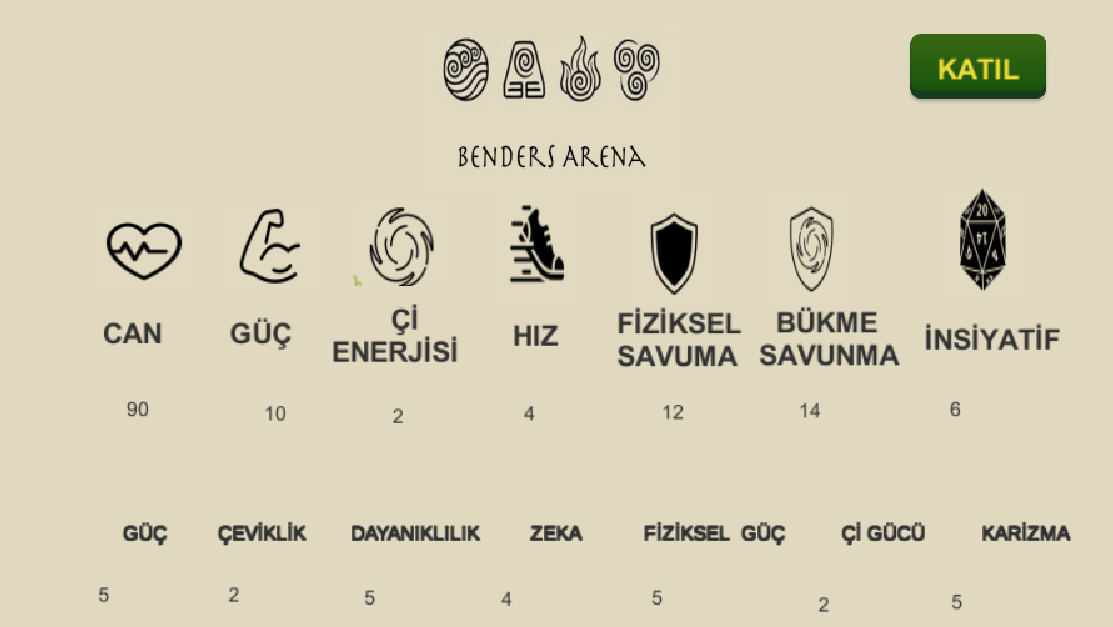 KATIL
BENDERS ARENA
CAN
GÜÇ
Çİ
ENERJİSİ
HIZ
FİZİKSEL
SAVUMA
BÜKME
SAVUNMA
İNSİYATİF
90 10 2 4 12 14 6
GÜÇ ÇEVİKLİK DAYANIKLILIK ZEKA FİZİKSEL GÜÇ Çİ GÜCÜ KARİZMA
5 2 5 4 5 2 5
20